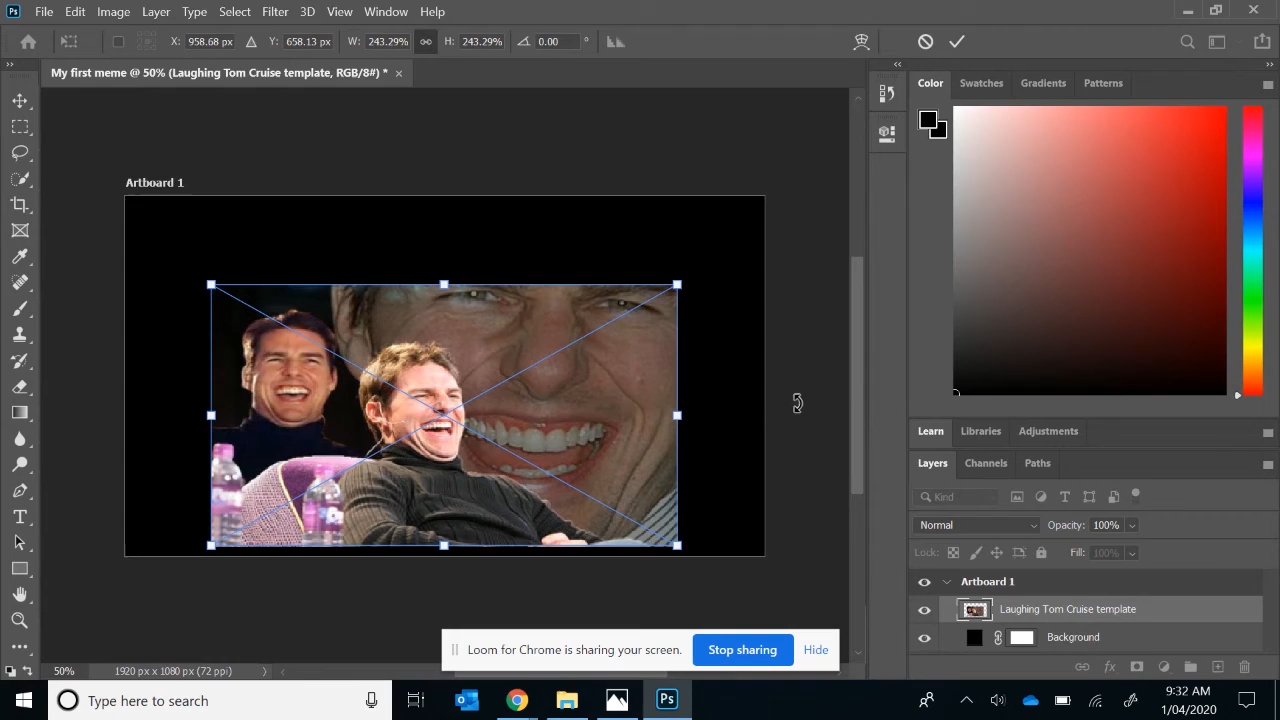 Ps File Edit Image Layer Type Select Filter 3D View Window Help
X: 958.68 px Y: 658.13 px W: 243.29% H: 243.29% 0.00 °
My first meme @ 50% (Laughing Tom Cruise template, RGB/8#) * ×
Color Swatches Gradients Patterns
Artboard 1
Learn Libraries Adjustments
Layers Channels Paths
Kind
Normal Opacity: 100%
Lock: Fill: 100%
Artboard 1
Laughing Tom Cruise template
Background
Loom for Chrome is sharing your screen. Stop sharing Hide
50% 1920 px x 1080 px (72 ppi)
Type here to search
Ps
9:32 AM
1/04/2020